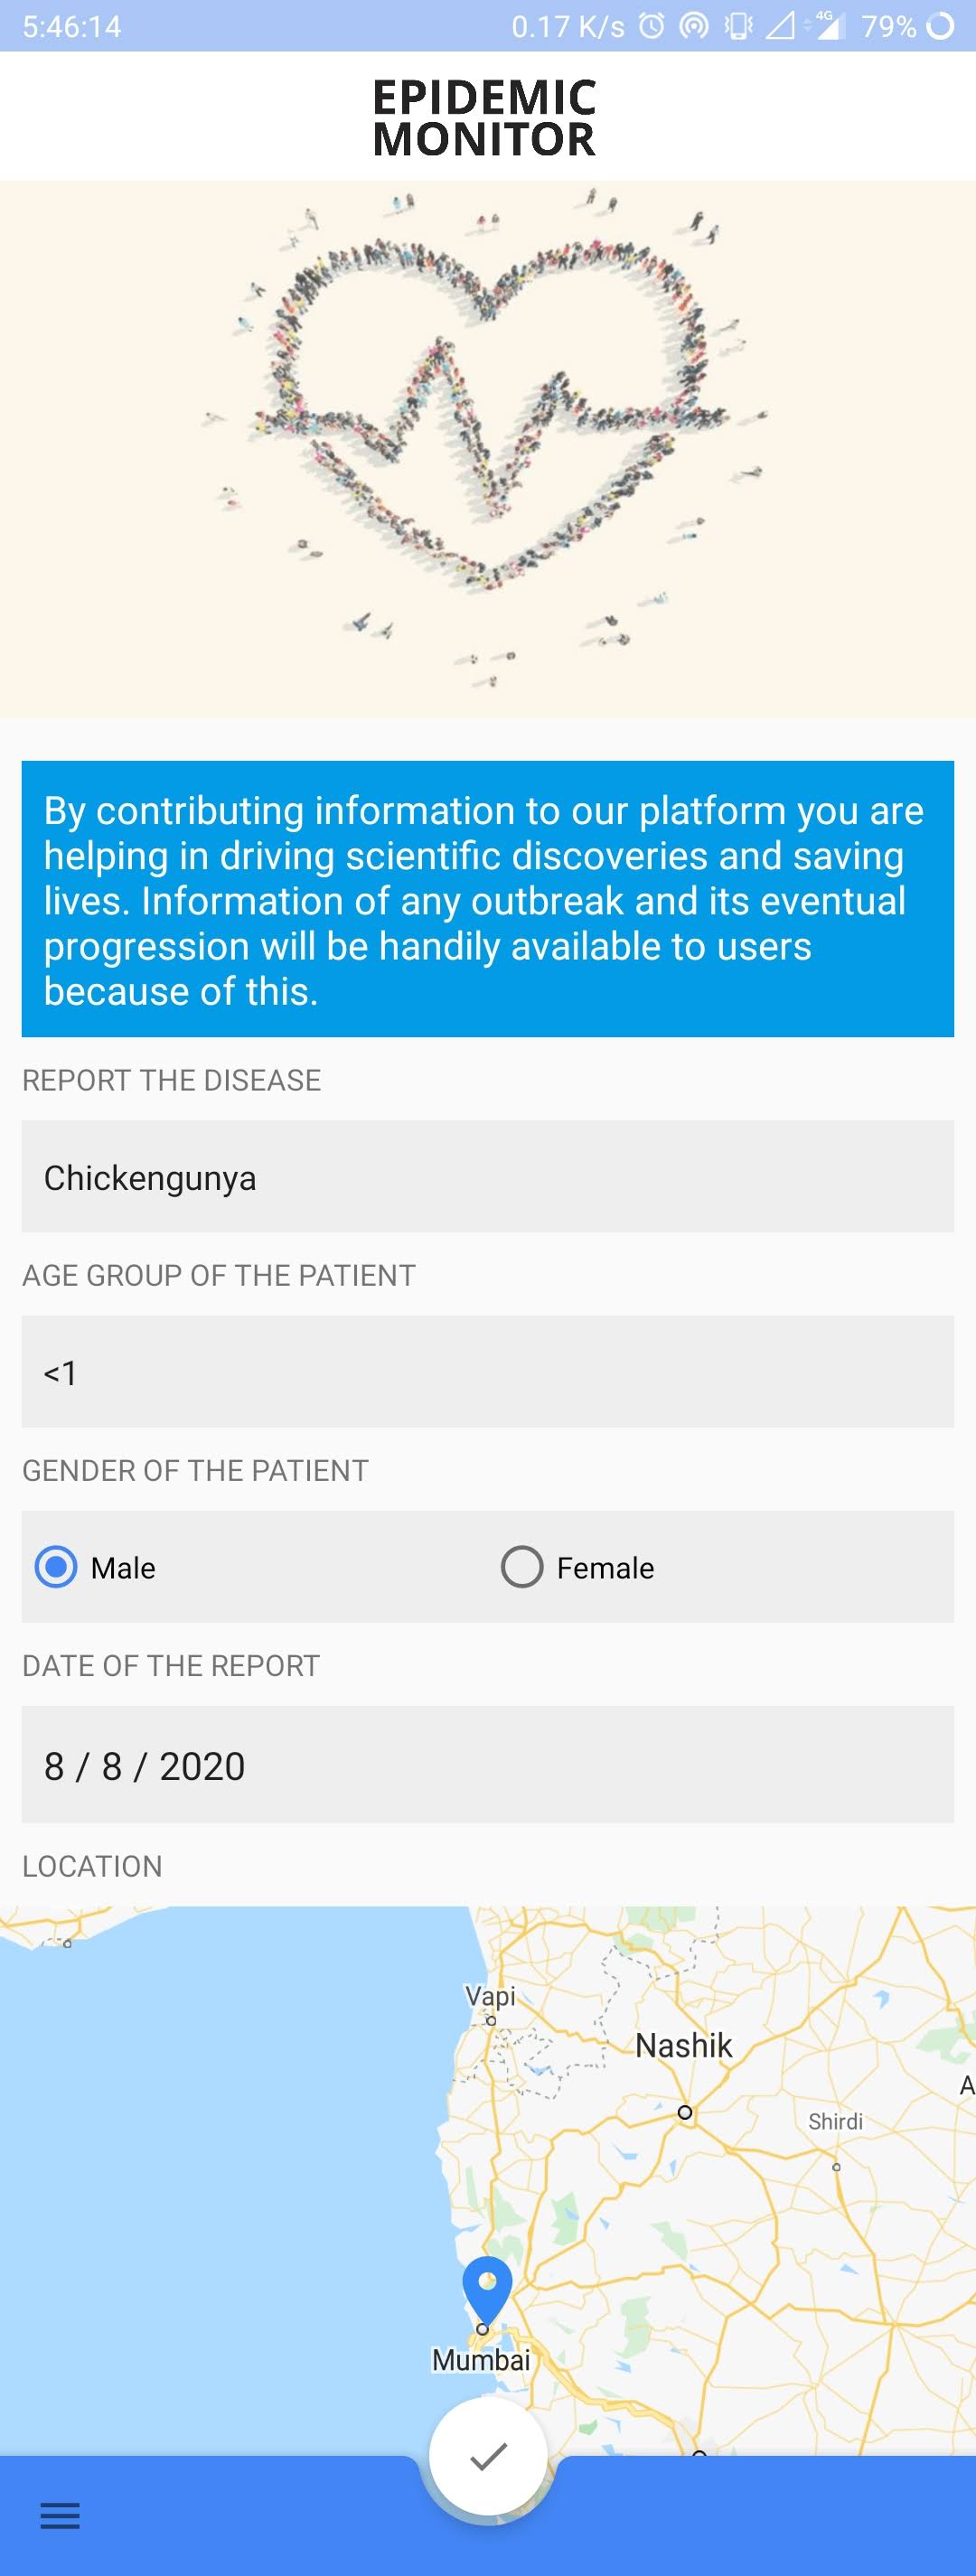 5:46:14 0.17 K/s 4G 79%
EPIDEMIC
MONITOR
By contributing information to our platform you are
helping in driving scientific discoveries and saving
lives. Information of any outbreak and its eventual
progression will be handily available to users
because of this.
REPORT THE DISEASE
Chickengunya
AGE GROUP OF THE PATIENT
<1
GENDER OF THE PATIENT
Male Female
DATE OF THE REPORT
8 / 8 / 2020
LOCATION
Vapi
Nashik
A
Shirdi
Mumbai